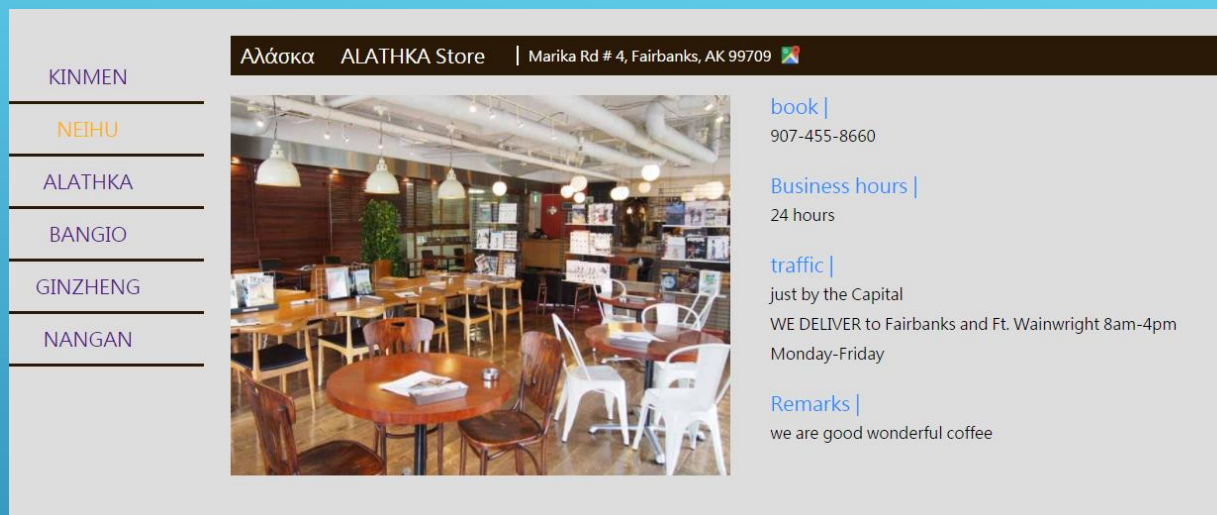 KINMEN
NEIHU
ALATHKA
BANGIO
GINZHENG
NANGAN
Αλάσκα ALATHKA Store | Marika Rd # 4, Fairbanks, AK 99709
book |
907-455-8660
Business hours |
24 hours
traffic |
just by the Capital
WE DELIVER to Fairbanks and Ft. Wainwright 8am-4pm
Monday-Friday
Remarks |
we are good wonderful coffee